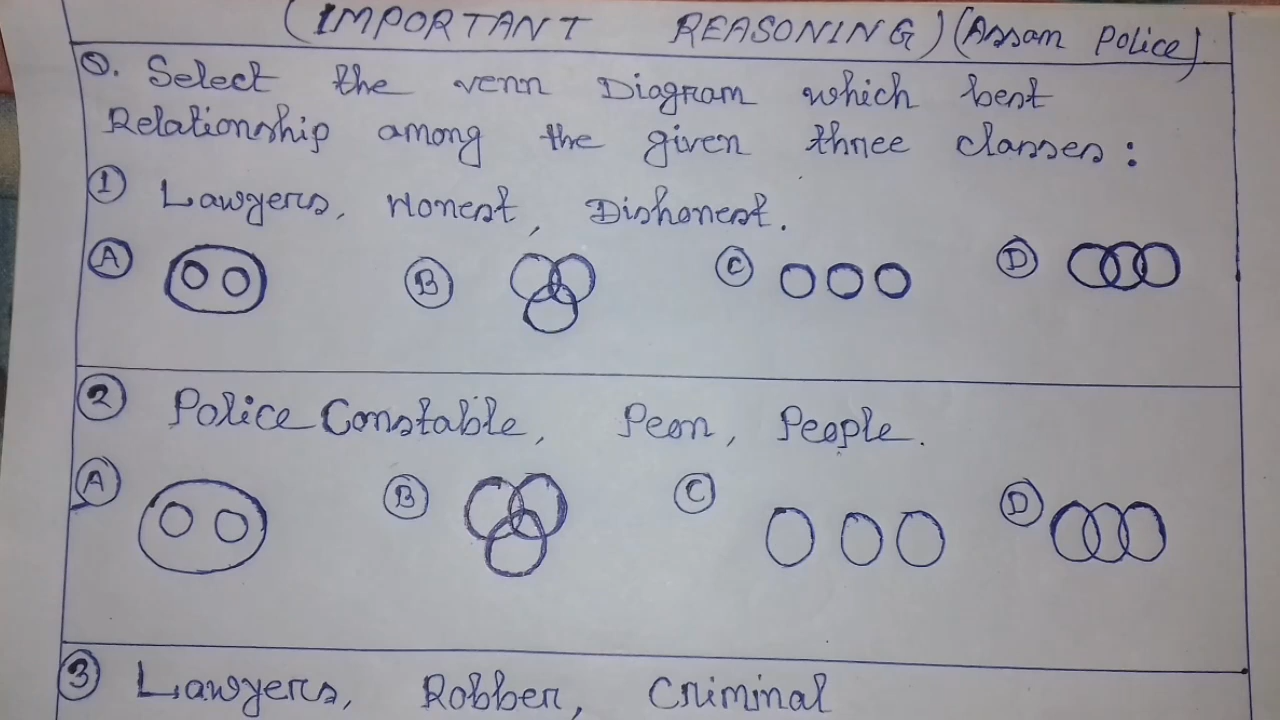 (IMPORTANT REASONING) (Assam Police)
Q. Select the venn Diagram which best
Relationship among the given three classes :
① Lawyers, Honest, Dishonest.
Ⓐ Ⓑ Ⓒ Ⓓ
② Police Constable, Peon, People.
Ⓐ Ⓑ Ⓒ Ⓓ
③ Lawyers, Robber, Criminal